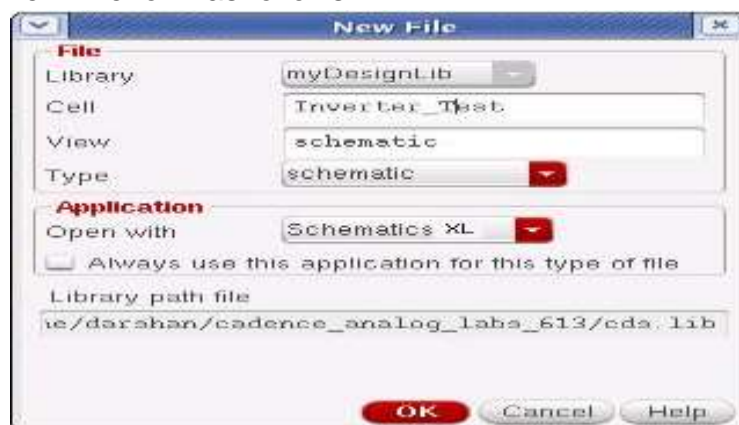 New File
File
Library myDesignLib
Cell Inverter_Test
View schematic
Type schematic
Application
Open with Schematics XL
Always use this application for this type of file
Library path file
ue/darshan/cadence_analog_labs_613/cds.lib
OK Cancel Help